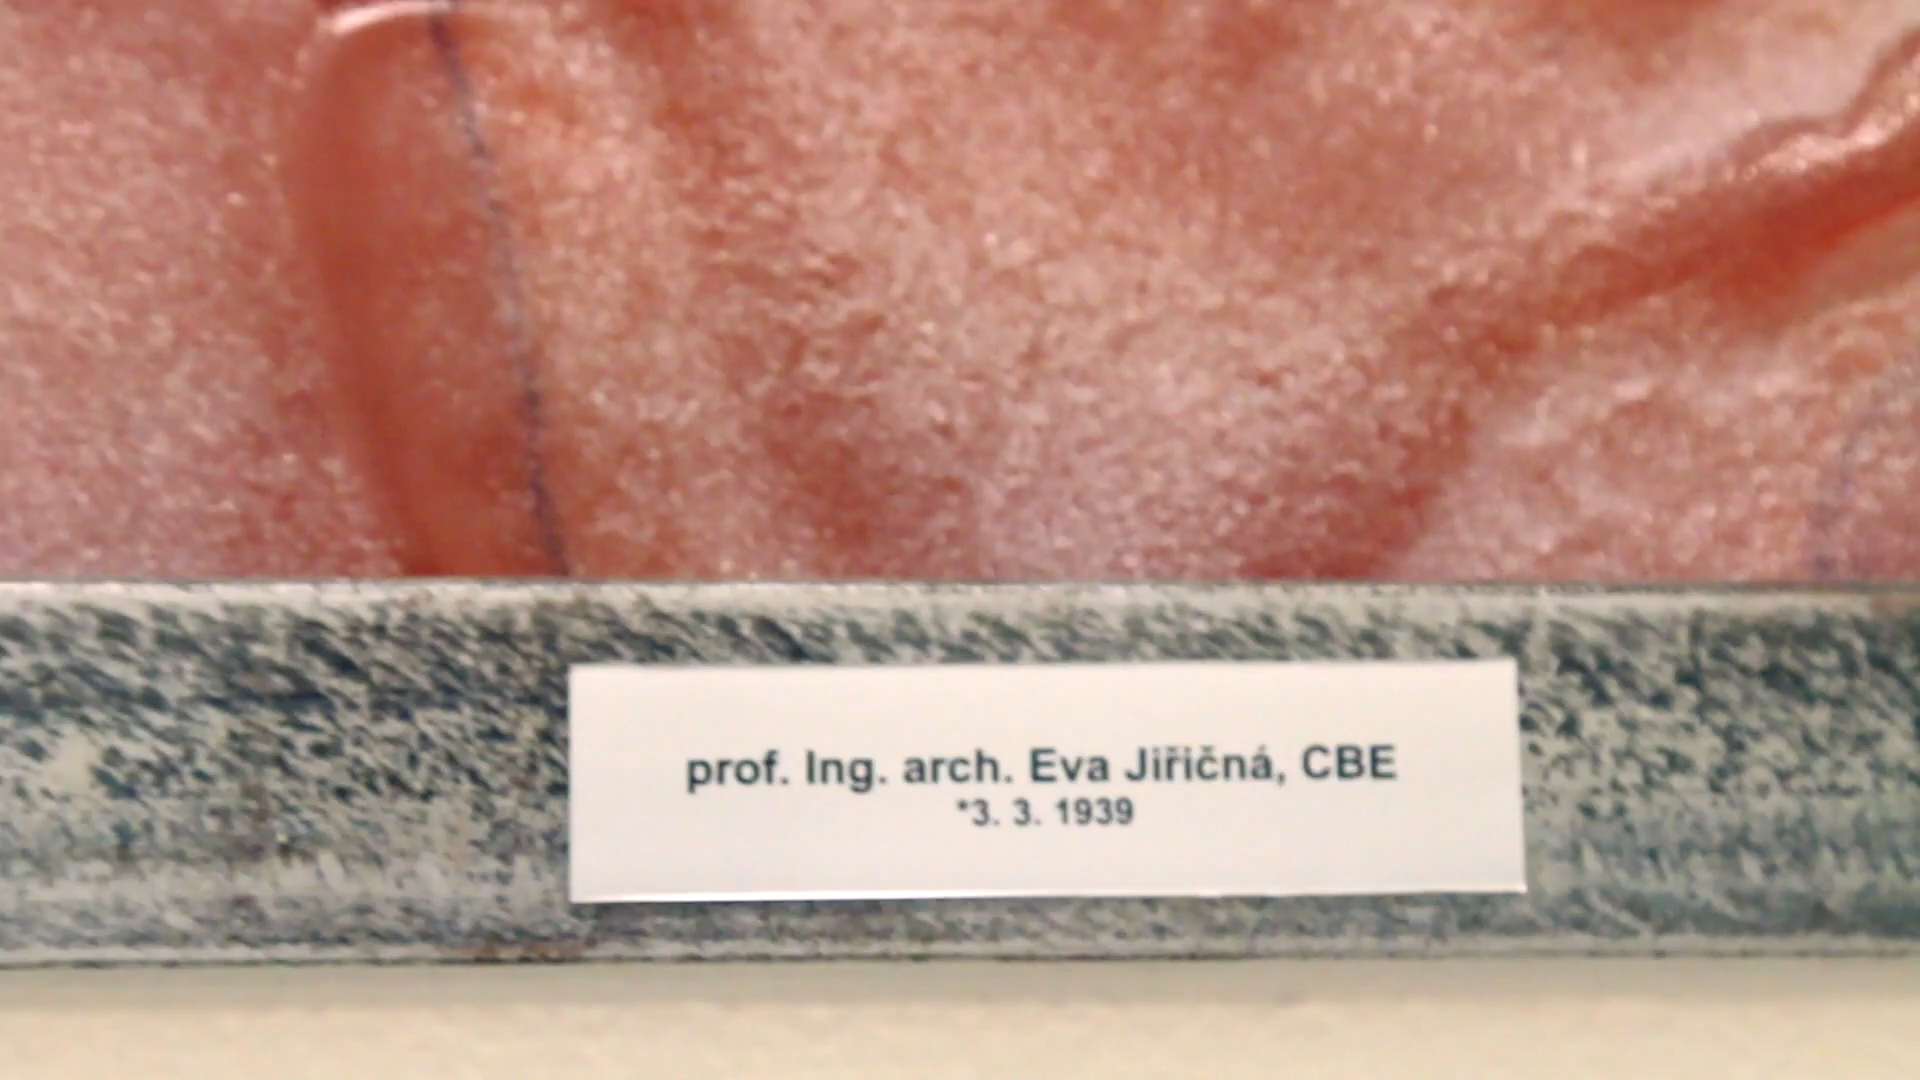 prof. Ing. arch. Eva Jiřičná, CBE
*3. 3. 1939